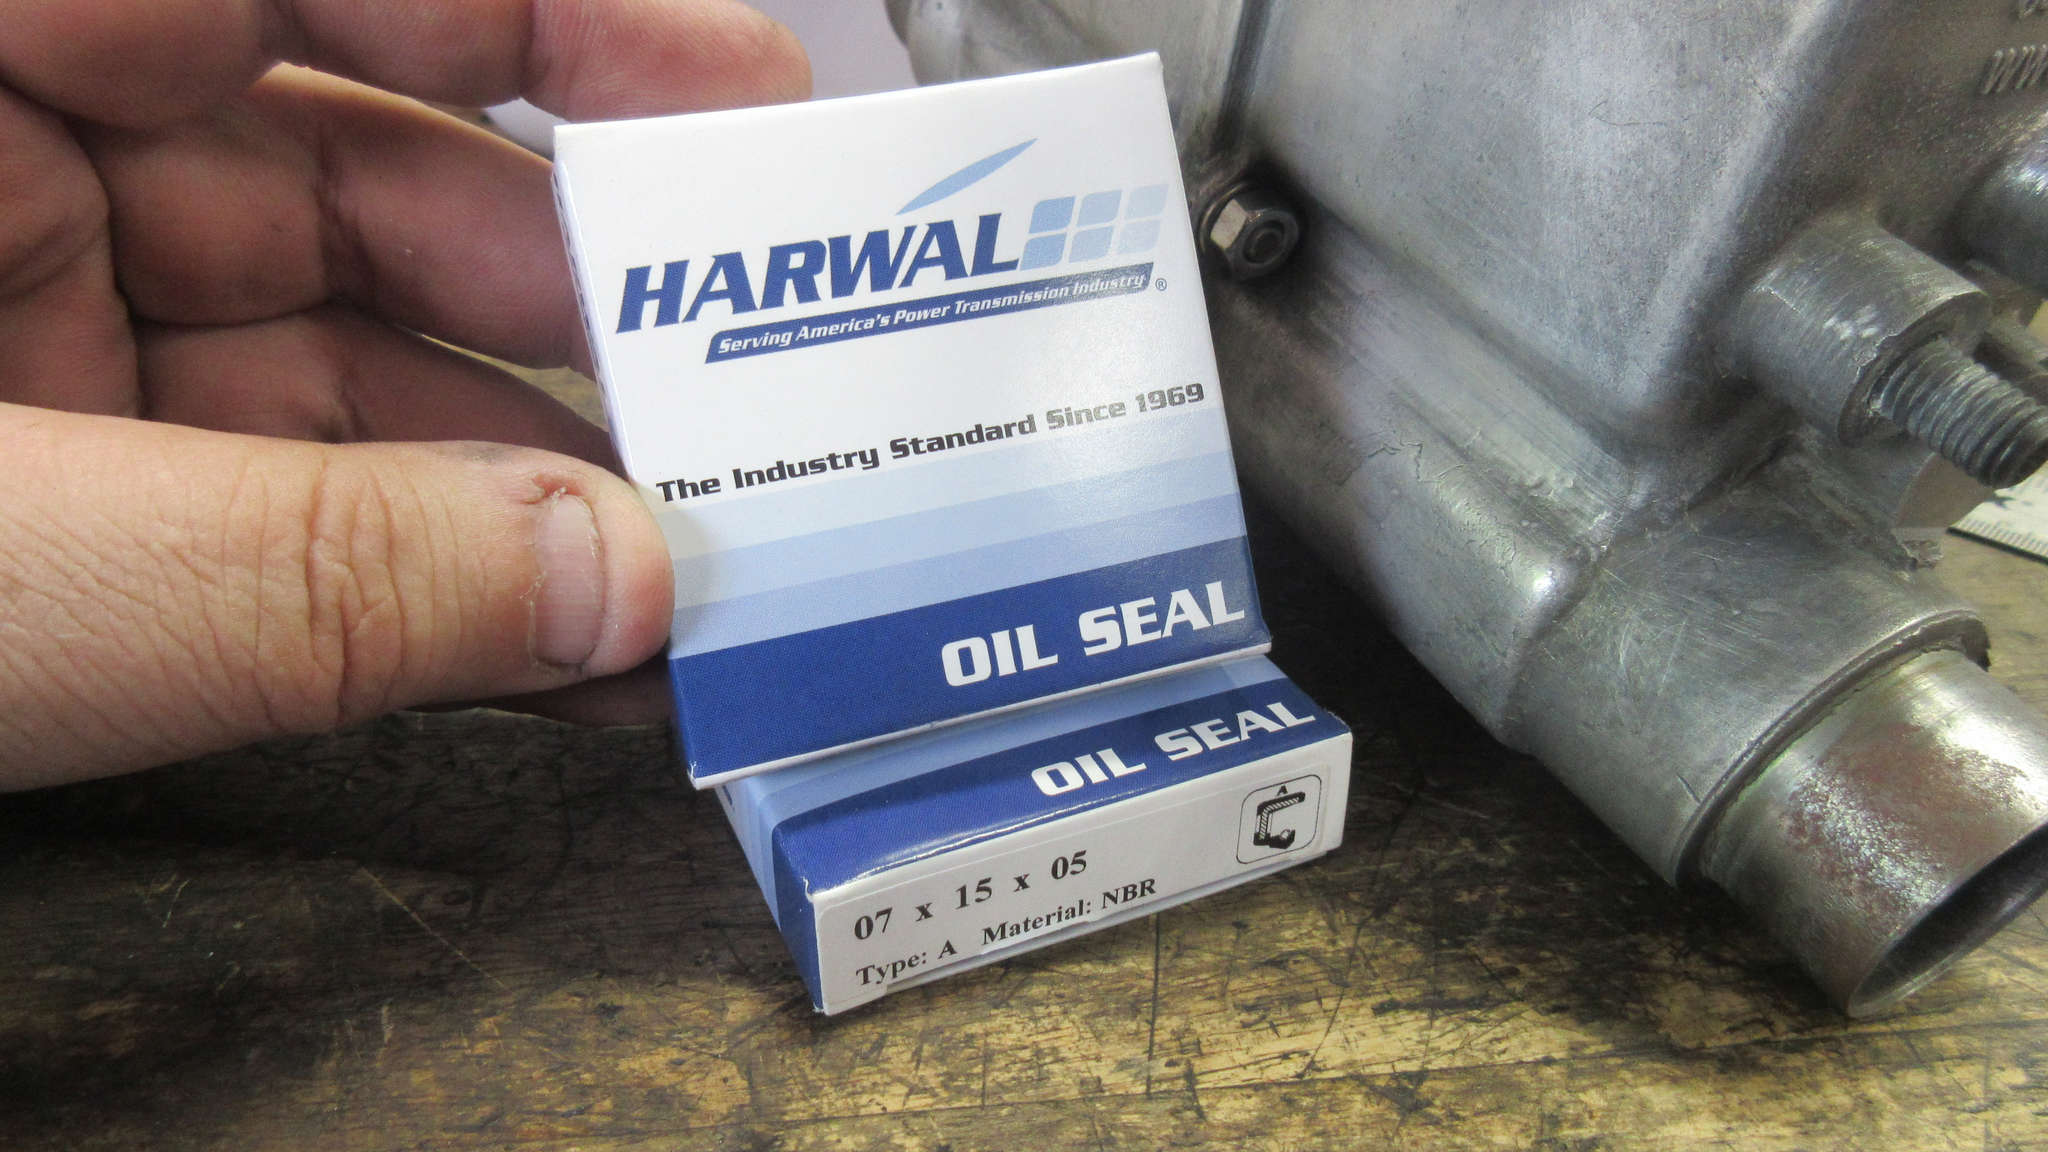 HARWAL
Serving America's Power Transmission Industry ®
The Industry Standard Since 1969
OIL SEAL
OIL SEAL
A
07 x 15 x 05
Type: A Material: NBR